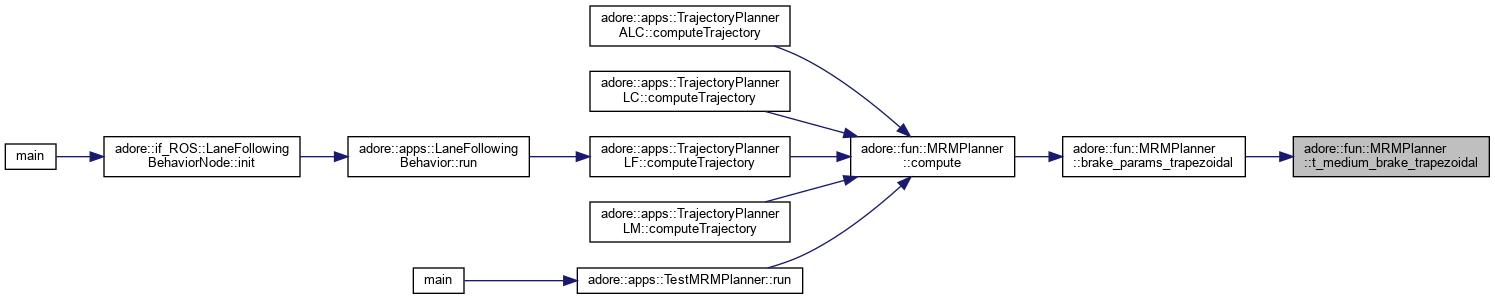 adore::apps::TrajectoryPlanner
ALC::computeTrajectory
adore::apps::TrajectoryPlanner
LC::computeTrajectory
main
adore::if_ROS::LaneFollowing
BehaviorNode::init
adore::apps::LaneFollowing
Behavior::run
adore::apps::TrajectoryPlanner
LF::computeTrajectory
adore::fun::MRMPlanner
::compute
adore::fun::MRMPlanner
::brake_params_trapezoidal
adore::fun::MRMPlanner
::t_medium_brake_trapezoidal
adore::apps::TrajectoryPlanner
LM::computeTrajectory
main
adore::apps::TestMRMPlanner::run